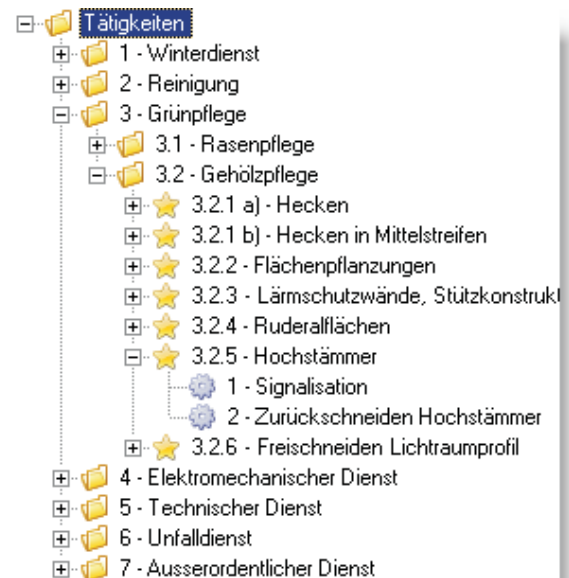 Tätigkeiten
1 - Winterdienst
2 - Reinigung
3 - Grünpflege
3.1 - Rasenpflege
3.2 - Gehölzpflege
3.2.1 a) - Hecken
3.2.1 b) - Hecken in Mittelstreifen
3.2.2 - Flächenpflanzungen
3.2.3 - Lärmschutzwände, Stützkonstrukt
3.2.4 - Ruderalflächen
3.2.5 - Hochstämmer
1 - Signalisation
2 - Zurückschneiden Hochstämmer
3.2.6 - Freischneiden Lichtraumprofil
4 - Elektromechanischer Dienst
5 - Technischer Dienst
6 - Unfalldienst
7 - Ausserordentlicher Dienst